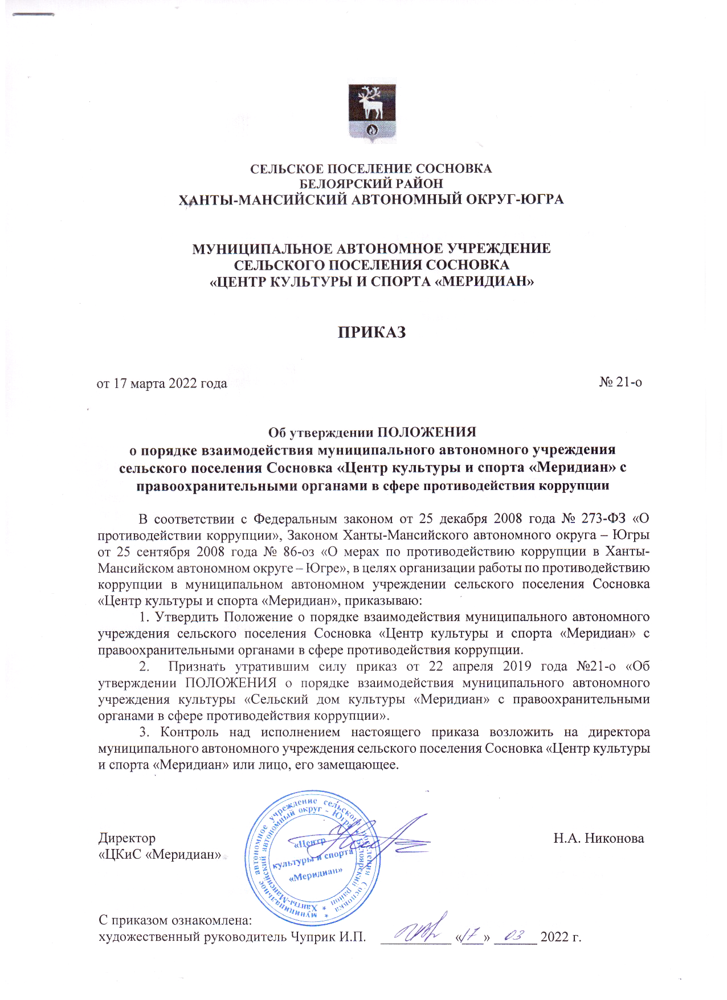 СЕЛЬСКОЕ ПОСЕЛЕНИЕ СОСНОВКА
БЕЛОЯРСКИЙ РАЙОН
ХАНТЫ-МАНСИЙСКИЙ АВТОНОМНЫЙ ОКРУГ-ЮГРА
МУНИЦИПАЛЬНОЕ АВТОНОМНОЕ УЧРЕЖДЕНИЕ
СЕЛЬСКОГО ПОСЕЛЕНИЯ СОСНОВКА
«ЦЕНТР КУЛЬТУРЫ И СПОРТА «МЕРИДИАН»
ПРИКАЗ
от 17 марта 2022 года № 21-о
Об утверждении ПОЛОЖЕНИЯ
о порядке взаимодействия муниципального автономного учреждения
сельского поселения Сосновка «Центр культуры и спорта «Меридиан» с
правоохранительными органами в сфере противодействия коррупции
В соответствии с Федеральным законом от 25 декабря 2008 года № 273-ФЗ «О
противодействии коррупции», Законом Ханты-Мансийского автономного округа – Югры
от 25 сентября 2008 года № 86-оз «О мерах по противодействию коррупции в Ханты-
Мансийском автономном округе – Югре», в целях организации работы по противодействию
коррупции в муниципальном автономном учреждении сельского поселения Сосновка
«Центр культуры и спорта «Меридиан», приказываю:
1. Утвердить Положение о порядке взаимодействия муниципального автономного
учреждения сельского поселения Сосновка «Центр культуры и спорта «Меридиан» с
правоохранительными органами в сфере противодействия коррупции.
2. Признать утратившим силу приказ от 22 апреля 2019 года №21-о «Об
утверждении ПОЛОЖЕНИЯ о порядке взаимодействия муниципального автономного
учреждения культуры «Сельский дом культуры «Меридиан» с правоохранительными
органами в сфере противодействия коррупции».
3. Контроль над исполнением настоящего приказа возложить на директора
муниципального автономного учреждения сельского поселения Сосновка «Центр культуры
и спорта «Меридиан» или лицо, его замещающее.
Директор Н.А. Никонова
«ЦКиС «Меридиан»
* муниципальное автономное учреждение сельского поселения Сосновка
* Ханты-Мансийский автономный округ - Югра * Белоярский район
«Центр
культуры и спорта
«Меридиан»
С приказом ознакомлена:
художественный руководитель Чуприк И.П. __________ «17» 03 2022 г.